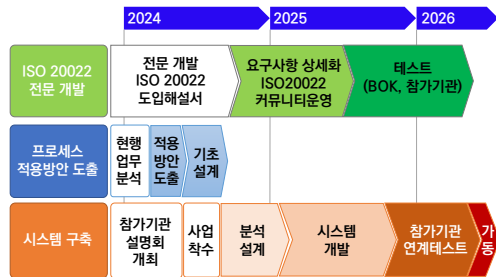 2024
2025
2026
ISO 20022
전문 개발
전문 개발
ISO 20022
도입해설서
요구사항 상세화
ISO20022
커뮤니티운영
테스트
(BOK, 참가기관)
프로세스
적용방안 도출
현행
업무
분석
적용
방안
도출
기초
설계
시스템 구축
참가기관
설명회
개최
사업
착수
분석
설계
시스템
개발
참가기관
연계테스트
가
동